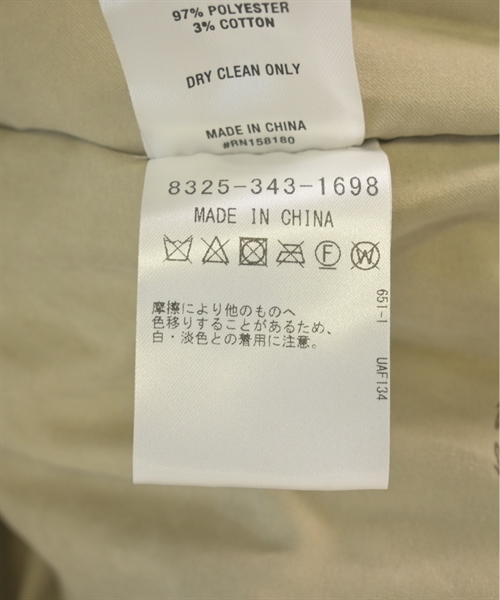 97% POLYESTER
3% COTTON
DRY CLEAN ONLY
MADE IN CHINA
#RN158180
8325-343-1698
MADE IN CHINA
F W
摩擦により他のものへ
色移りすることがあるため、
白・淡色との着用に注意。
651-1 UAF134